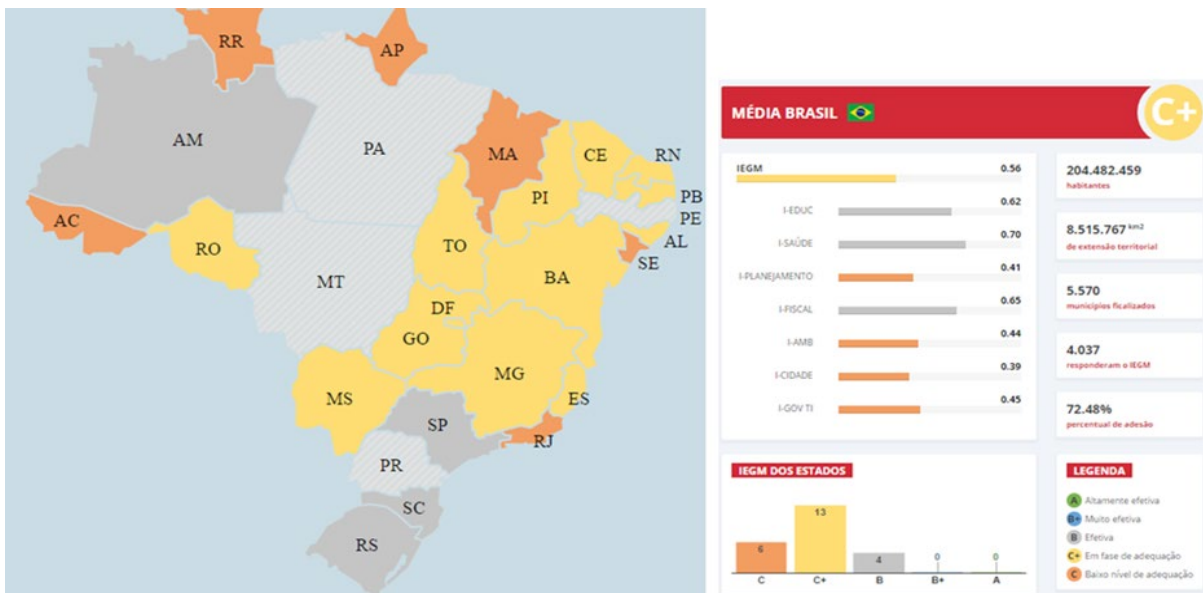 RR
AP
AM
PA
MA
CE
RN
PI
PB
PE
AC
RO
TO
AL
SE
BA
MT
DF
GO
MG
MS
ES
SP
RJ
PR
SC
RS
MÉDIA BRASIL
C+
IEGM 0.56
I-EDUC 0.62
I-SAÚDE 0.70
I-PLANEJAMENTO 0.41
I-FISCAL 0.65
I-AMB 0.44
I-CIDADE 0.39
I-GOV TI 0.45
204.482.459
habitantes
8.515.767 km2
de extensão territorial
5.570
municípios ficalizados
4.037
responderam o IEGM
72.48%
percentual de adesão
IEGM DOS ESTADOS
6 13 4 0 0
C C+ B B+ A
LEGENDA
A Altamente efetiva
B+ Muito efetiva
B Efetiva
C+ Em fase de adequação
C Baixo nível de adequação